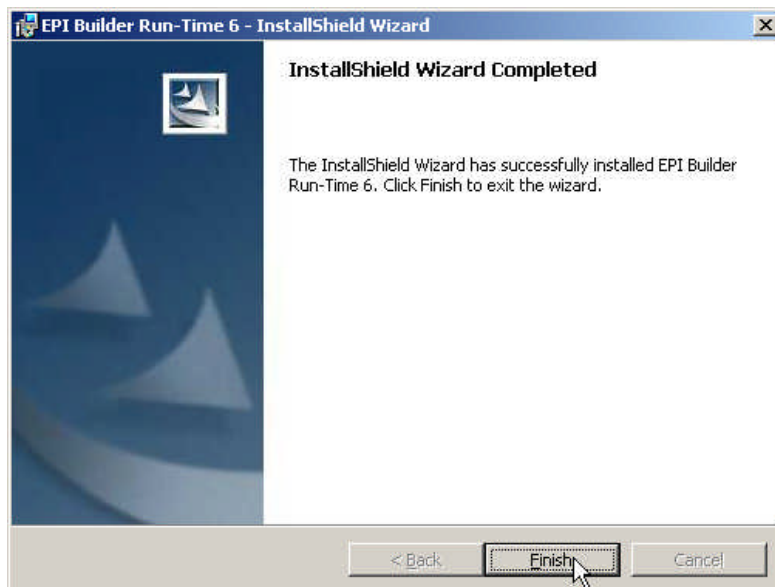 EPI Builder Run-Time 6 - InstallShield Wizard
InstallShield Wizard Completed
The InstallShield Wizard has successfully installed EPI Builder
Run-Time 6. Click Finish to exit the wizard.
< Back
Finish
Cancel